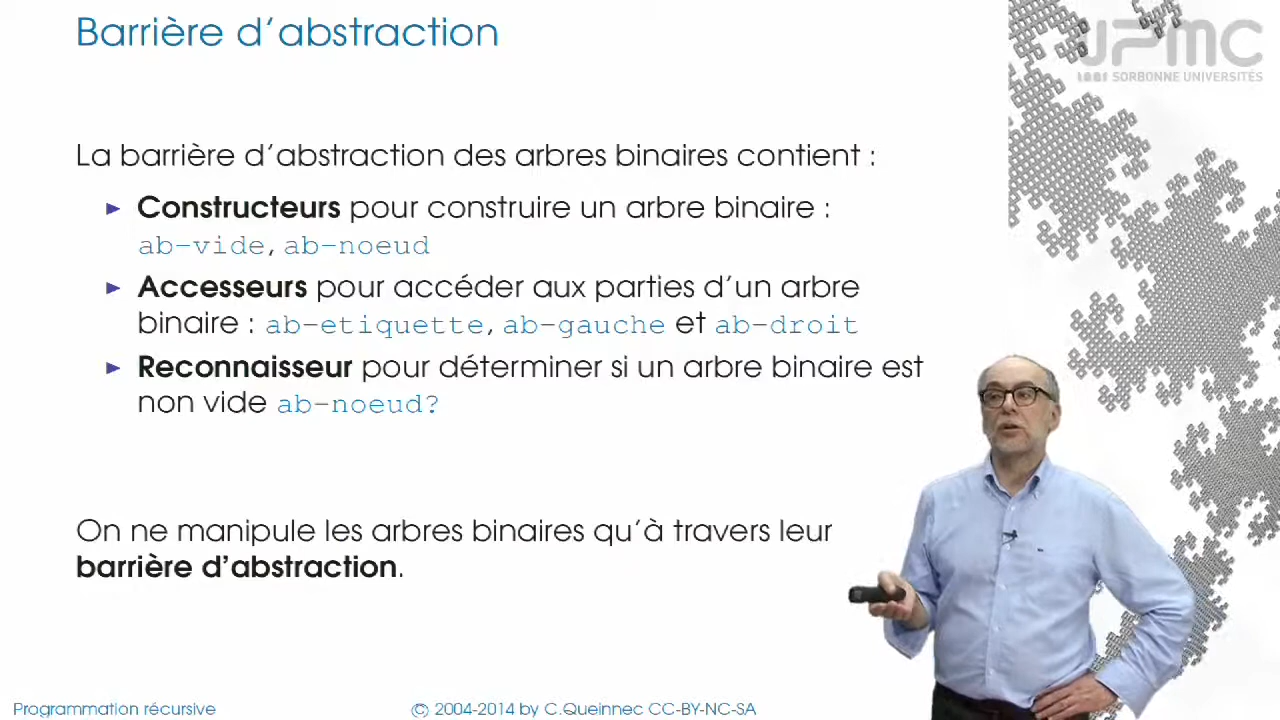 Barrière d'abstraction
UPMC
SORBONNE UNIVERSITÉS
La barrière d'abstraction des arbres binaires contient :
Constructeurs pour construire un arbre binaire :
ab-vide, ab-noeud
Accesseurs pour accéder aux parties d'un arbre
binaire : ab-etiquette, ab-gauche et ab-droit
Reconnaisseur pour déterminer si un arbre binaire est
non vide ab-noeud?
On ne manipule les arbres binaires qu'à travers leur
barrière d'abstraction.
Programmation récursive
© 2004-2014 by C.Queinnec CC-BY-NC-SA